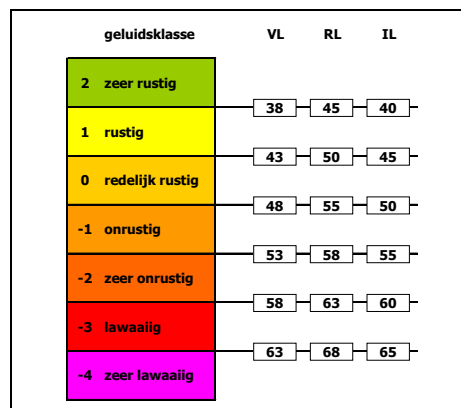 geluidsklasse VL RL IL
2 zeer rustig
38 45 40
1 rustig
43 50 45
0 redelijk rustig
48 55 50
-1 onrustig
53 58 55
-2 zeer onrustig
58 63 60
-3 lawaaiig
63 68 65
-4 zeer lawaaiig